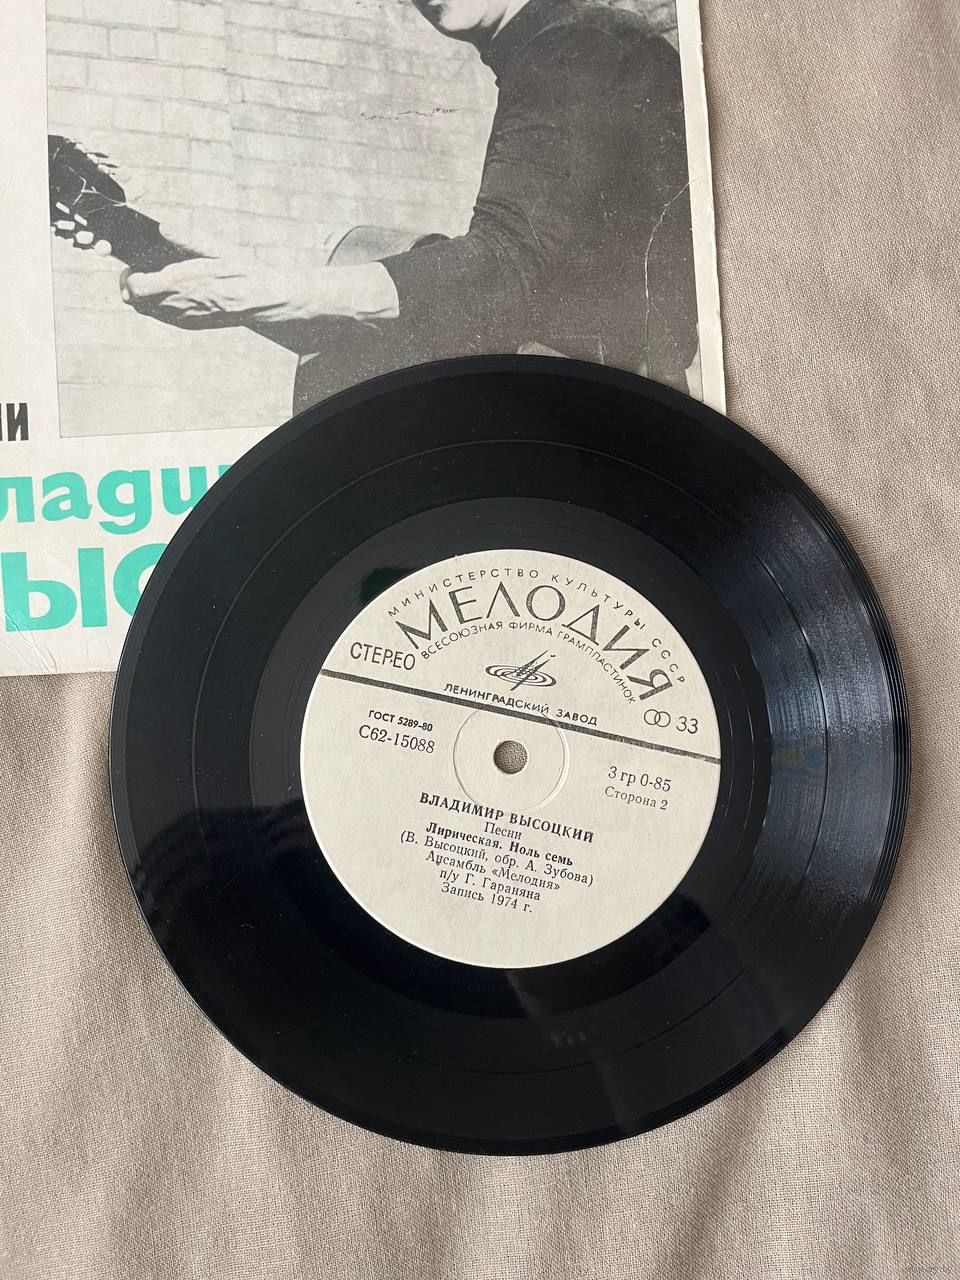 ни
лади
ыс
МИНИСТЕРСТВО КУЛЬТУРЫ СССР
МЕЛОДИЯ
ВСЕСОЮЗНАЯ ФИРМА ГРАМПЛАСТИНОК
СТЕРЕО
ЛЕНИНГРАДСКИЙ ЗАВОД
33
ГОСТ 5289-80
С62-15088
3 гр 0-85
Сторона 2
ВЛАДИМИР ВЫСОЦКИЙ
Песни
Лирическая. Ноль семь
(В. Высоцкий, обр. А. Зубова)
Ансамбль «Мелодия»
п/у Г. Гараняна
Запись 1974 г.